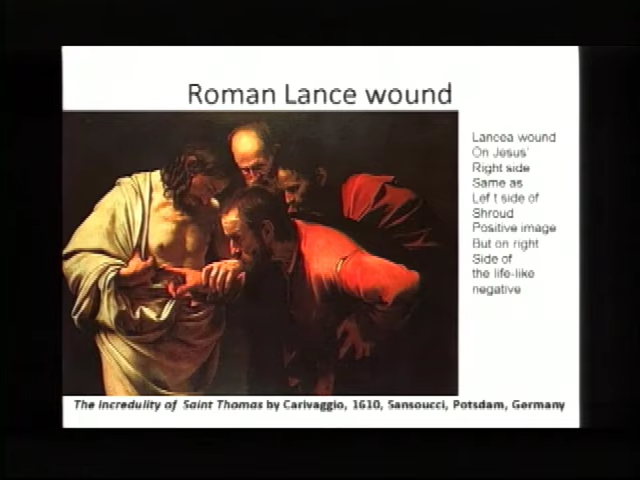 Roman Lance wound
Lancea wound
On Jesus'
Right side
Same as
Lef t side of
Shroud
Positive image
But on right
Side of
the life-like
negative
The Incredulity of Saint Thomas by Carivaggio, 1610, Sansoucci, Potsdam, Germany